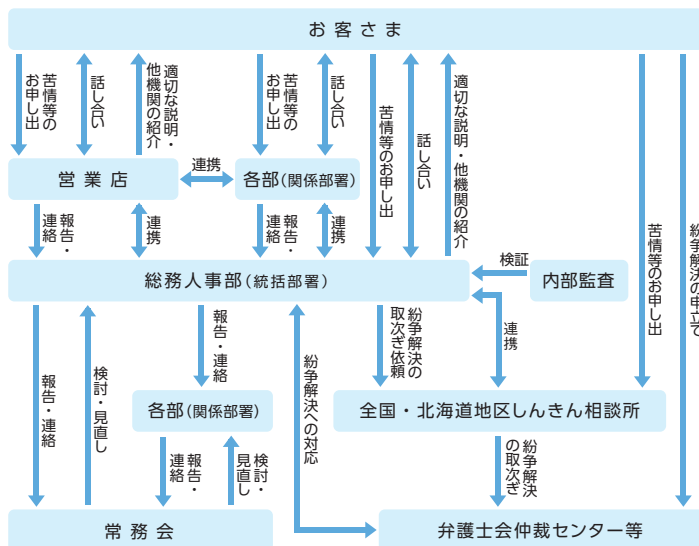 お客さま
苦情等の
お申し出
話し合い
適切な説明・
他機関の紹介
苦情等の
お申し出
話し合い
苦情等のお申し出
話し合い
適切な説明・他機関の紹介
苦情等のお申し出
紛争解決の申立て
営業店
連携
各部(関係部署)
報告・
連絡
連携
報告・
連絡
連携
総務人事部(統括部署)
検証
内部監査
報告・連絡
検討・見直し
報告・連絡
紛争解決への対応
紛争解決の
取次ぎ依頼
連携
各部(関係部署)
全国・北海道地区しんきん相談所
報告・
連絡
検討・
見直し
紛争解決
の取次ぎ
常務会
弁護士会仲裁センター等